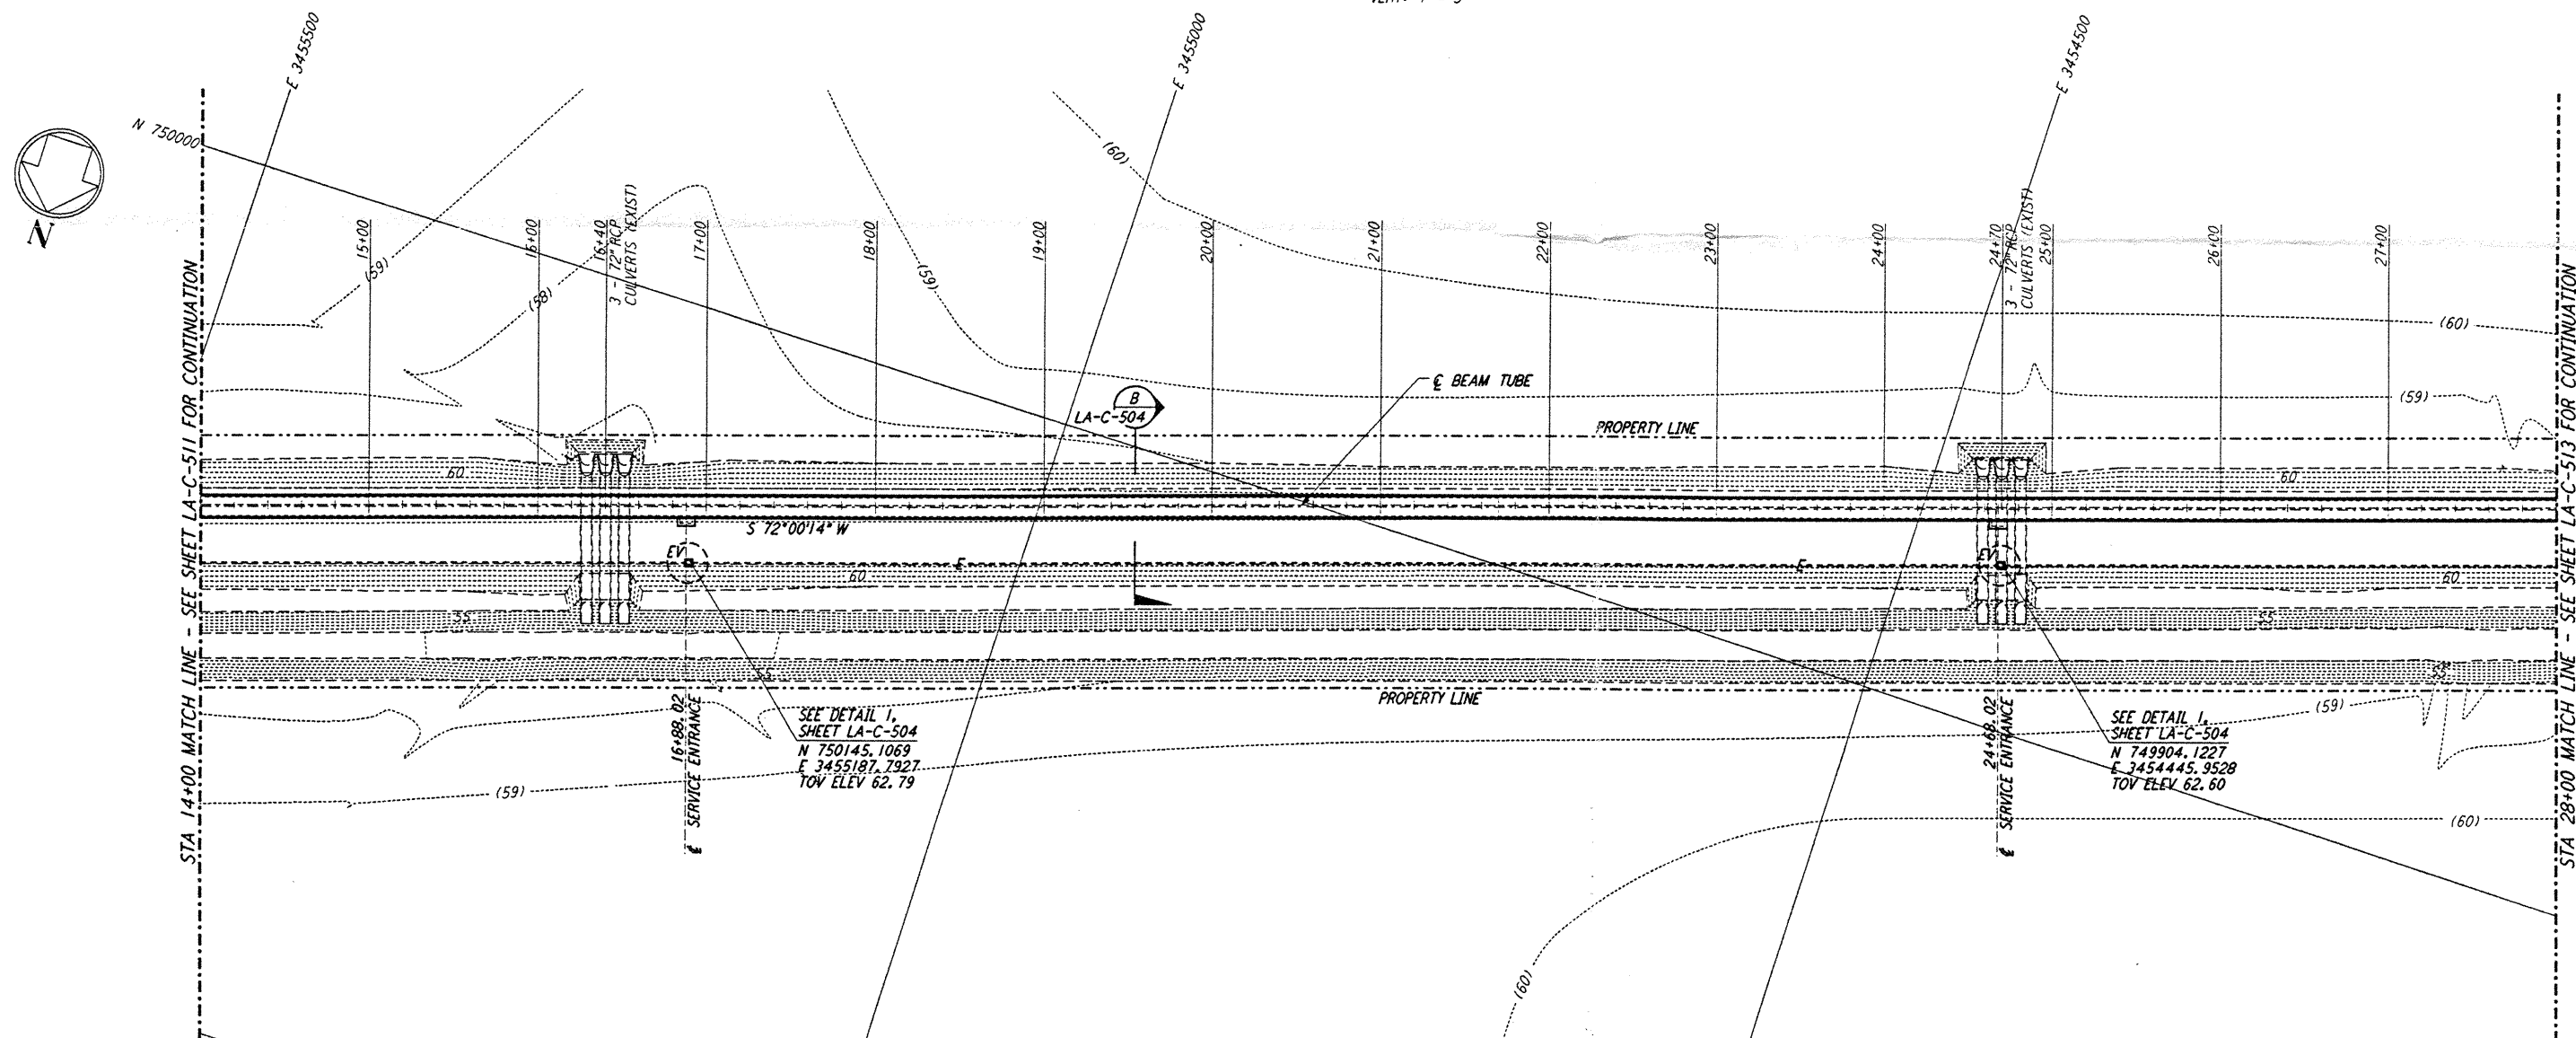 E 3455500
E 3455000
E 3454500
N 750000
N
(60)
(59)
(58)
(59)
15+00
16+00
16+40
3 - 72" RCP
CULVERTS (EXIST)
17+00
18+00
19+00
20+00
21+00
22+00
23+00
24+00
24+70
3 - 72" RCP
CULVERTS (EXIST)
25+00
26+00
27+00
(60)
(59)
STA 14+00 MATCH LINE - SEE SHEET LA-C-511 FOR CONTINUATION
STA 28+00 MATCH LINE - SEE SHEET LA-C-513 FOR CONTINUATION
B
LA-C-504
℄ BEAM TUBE
PROPERTY LINE
60
60
S 72°00'14" W
EV
E
E
EV
60
60
55
55
55
55
PROPERTY LINE
16+88.02
℄ SERVICE ENTRANCE
SEE DETAIL 1,
SHEET LA-C-504
N 750145.1069
E 3455187.7927
TOV ELEV 62.79
24+68.02
℄ SERVICE ENTRANCE
SEE DETAIL 1,
SHEET LA-C-504
N 749904.1227
E 3454445.9528
TOV ELEV 62.60
(59)
(59)
(60)
(60)